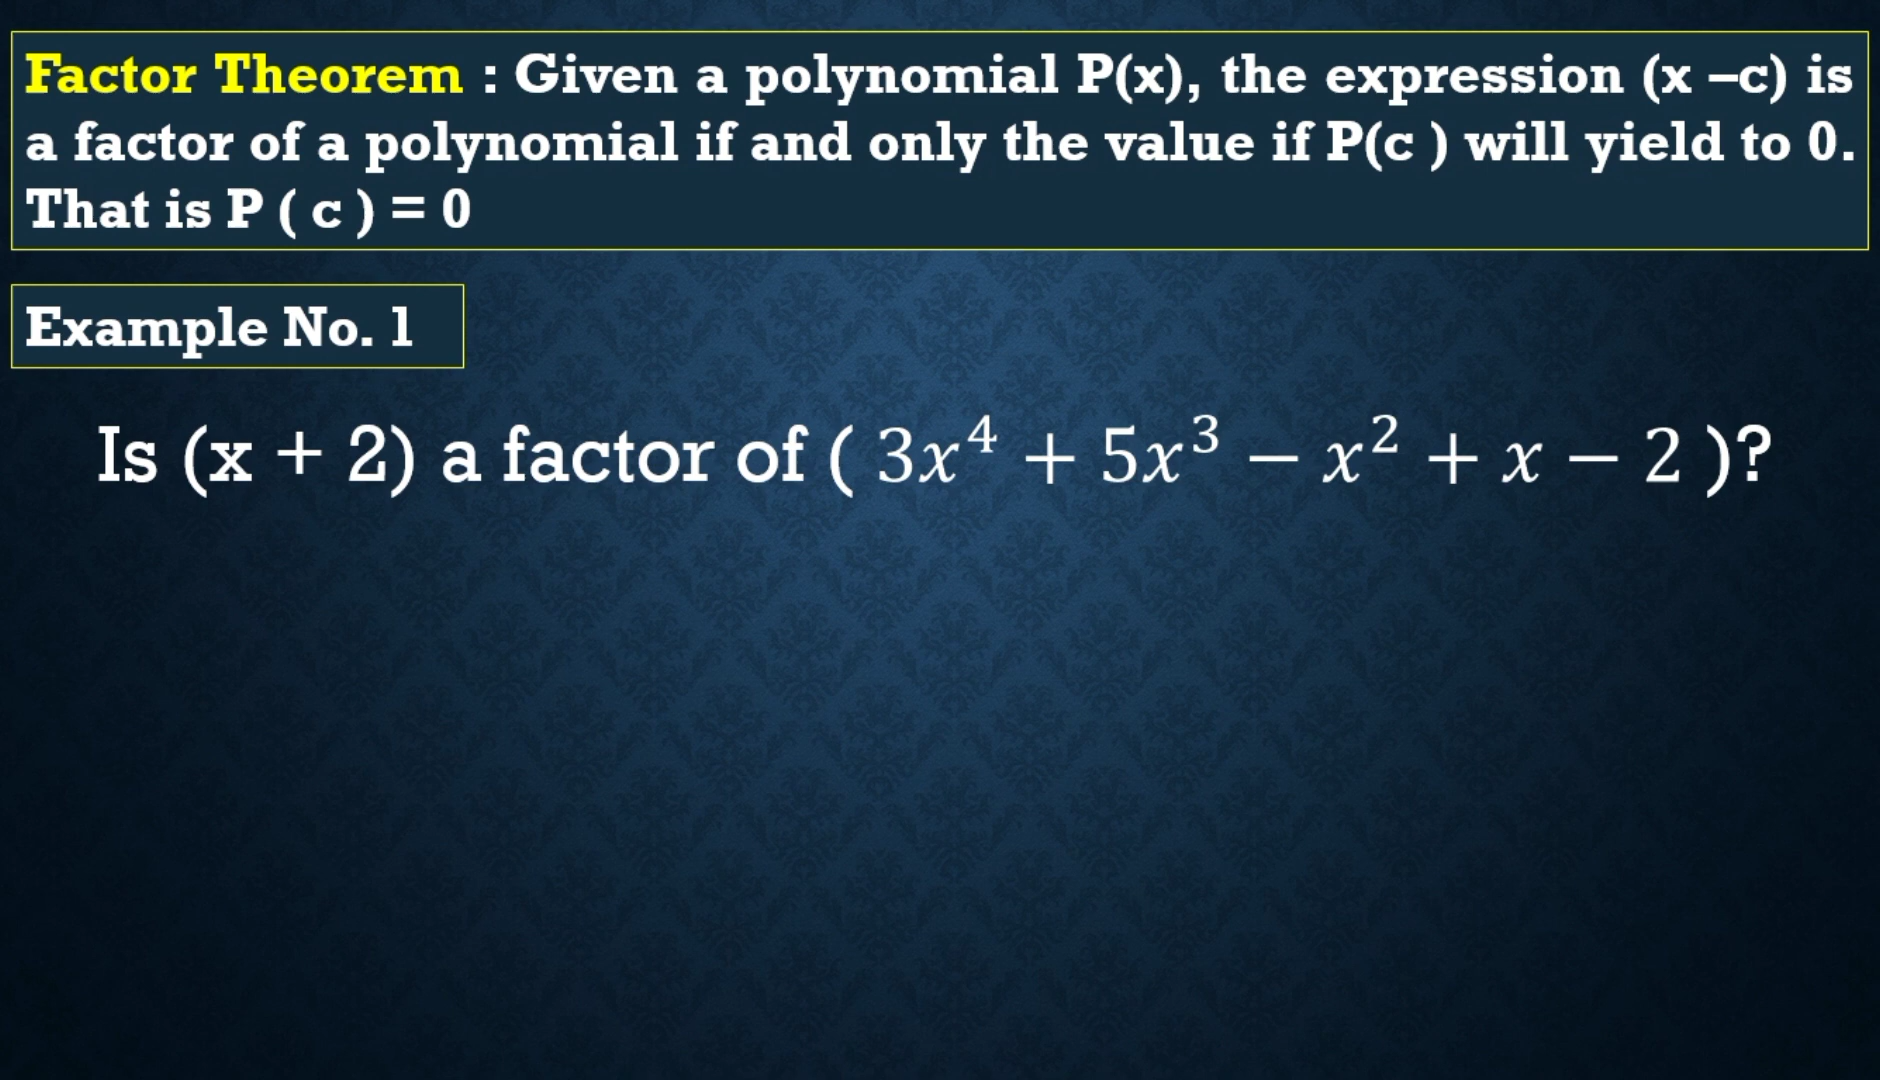 Factor Theorem : Given a polynomial P(x), the expression (x –c) is
a factor of a polynomial if and only the value if P(c ) will yield to 0.
That is P ( c ) = 0
Example No. 1
Is (x + 2) a factor of ( 3x⁴ + 5x³ − x² + x − 2 )?